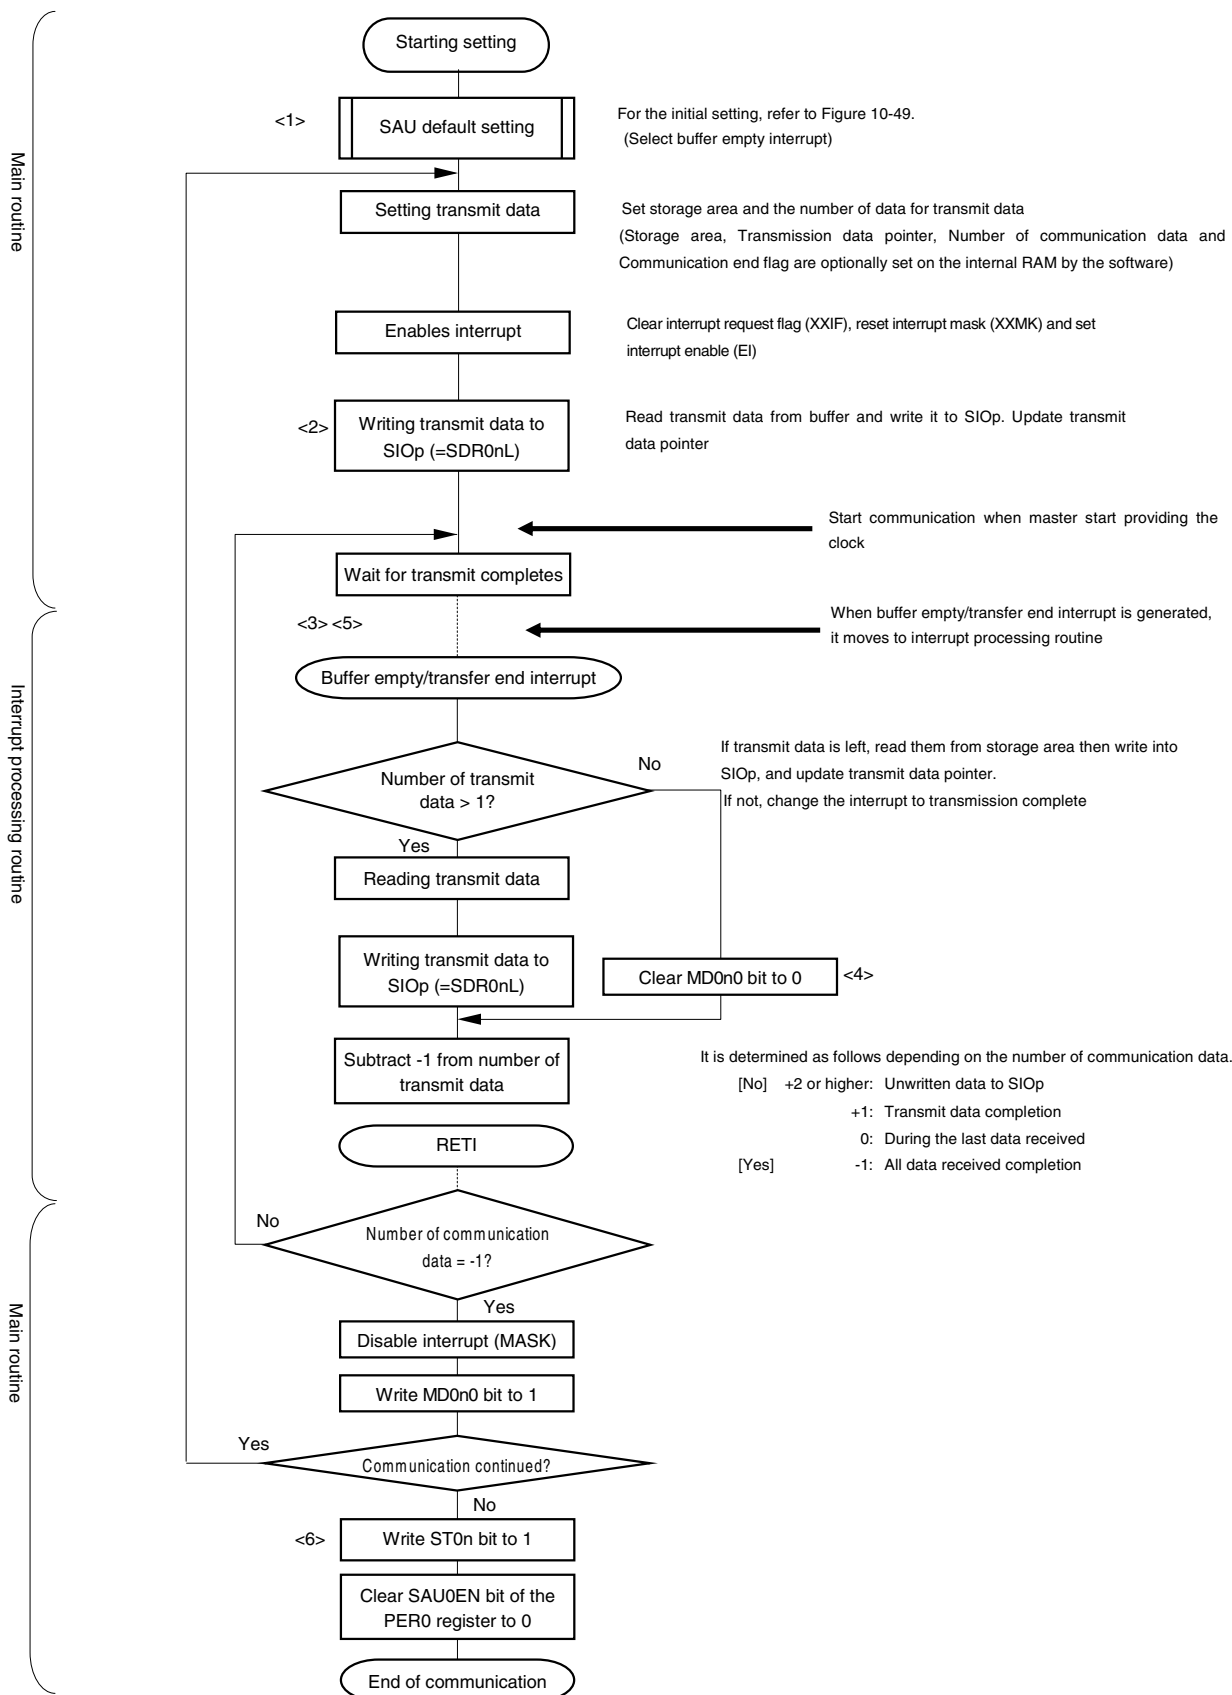 Starting setting
<1>
SAU default setting
For the initial setting, refer to Figure 10-49.
(Select buffer empty interrupt)
Main routine
Setting transmit data
Set storage area and the number of data for transmit data
(Storage area, Transmission data pointer, Number of communication data and
Communication end flag are optionally set on the internal RAM by the software)
Enables interrupt
Clear interrupt request flag (XXIF), reset interrupt mask (XXMK) and set
interrupt enable (EI)
<2>
Writing transmit data to
SIOp (=SDR0nL)
Read transmit data from buffer and write it to SIOp. Update transmit
data pointer
Start communication when master start providing the
clock
Wait for transmit completes
<3> <5>
When buffer empty/transfer end interrupt is generated,
it moves to interrupt processing routine
Buffer empty/transfer end interrupt
Interrupt processing routine
Number of transmit
data > 1?
No
If transmit data is left, read them from storage area then write into
SIOp, and update transmit data pointer.
If not, change the interrupt to transmission complete
Yes
Reading transmit data
Writing transmit data to
SIOp (=SDR0nL)
Clear MD0n0 bit to 0
<4>
Subtract -1 from number of
transmit data
It is determined as follows depending on the number of communication data.
[No] +2 or higher: Unwritten data to SIOp
+1: Transmit data completion
0: During the last data received
[Yes] -1: All data received completion
RETI
No
Number of communication
data = -1?
Yes
Main routine
Disable interrupt (MASK)
Write MD0n0 bit to 1
Yes
Communication continued?
No
<6>
Write ST0n bit to 1
Clear SAU0EN bit of the
PER0 register to 0
End of communication